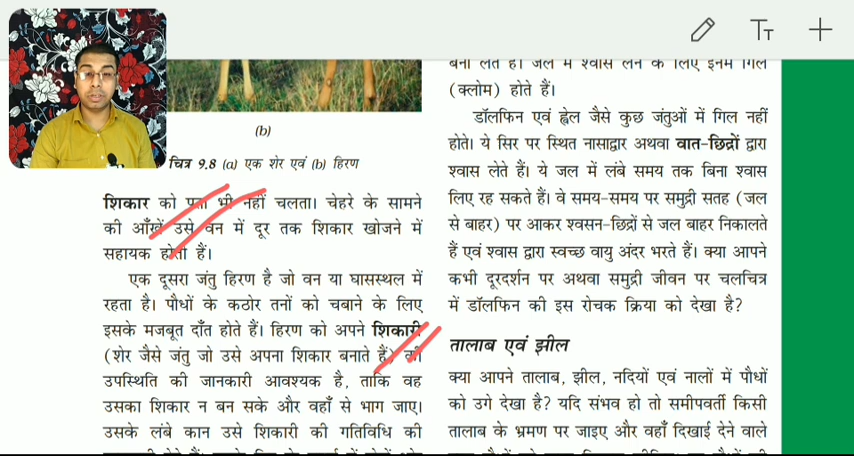 (b)
चित्र 9.8 (a) एक शेर एवं (b) हिरण
शिकार को पता भी नहीं चलता। चेहरे के सामने
की आँखें उसे वन में दूर तक शिकार खोजने में
सहायक होती हैं।
एक दूसरा जंतु हिरण है जो वन या घासस्थल में
रहता है। पौधों के कठोर तनों को चबाने के लिए
इसके मजबूत दाँत होते हैं। हिरण को अपने शिकारी
(शेर जैसे जंतु जो उसे अपना शिकार बनाते हैं) की
उपस्थिति की जानकारी आवश्यक है, ताकि वह
उसका शिकार न बन सके और वहाँ से भाग जाए।
उसके लंबे कान उसे शिकारी की गतिविधि की
बना लेते हैं। जल में श्वास लेने के लिए इनमें गिल
(क्लोम) होते हैं।
डॉलफिन एवं ह्वेल जैसे कुछ जंतुओं में गिल नहीं
होते। ये सिर पर स्थित नासाद्वार अथवा वात-छिद्रों द्वारा
श्वास लेते हैं। ये जल में लंबे समय तक बिना श्वास
लिए रह सकते हैं। वे समय-समय पर समुद्री सतह (जल
से बाहर) पर आकर श्वसन-छिद्रों से जल बाहर निकालते
हैं एवं श्वास द्वारा स्वच्छ वायु अंदर भरते हैं। क्या आपने
कभी दूरदर्शन पर अथवा समुद्री जीवन पर चलचित्र
में डॉलफिन की इस रोचक क्रिया को देखा है?
तालाब एवं झील
क्या आपने तालाब, झील, नदियों एवं नालों में पौधों
को उगे देखा है? यदि संभव हो तो समीपवर्ती किसी
तालाब के भ्रमण पर जाइए और वहाँ दिखाई देने वाले